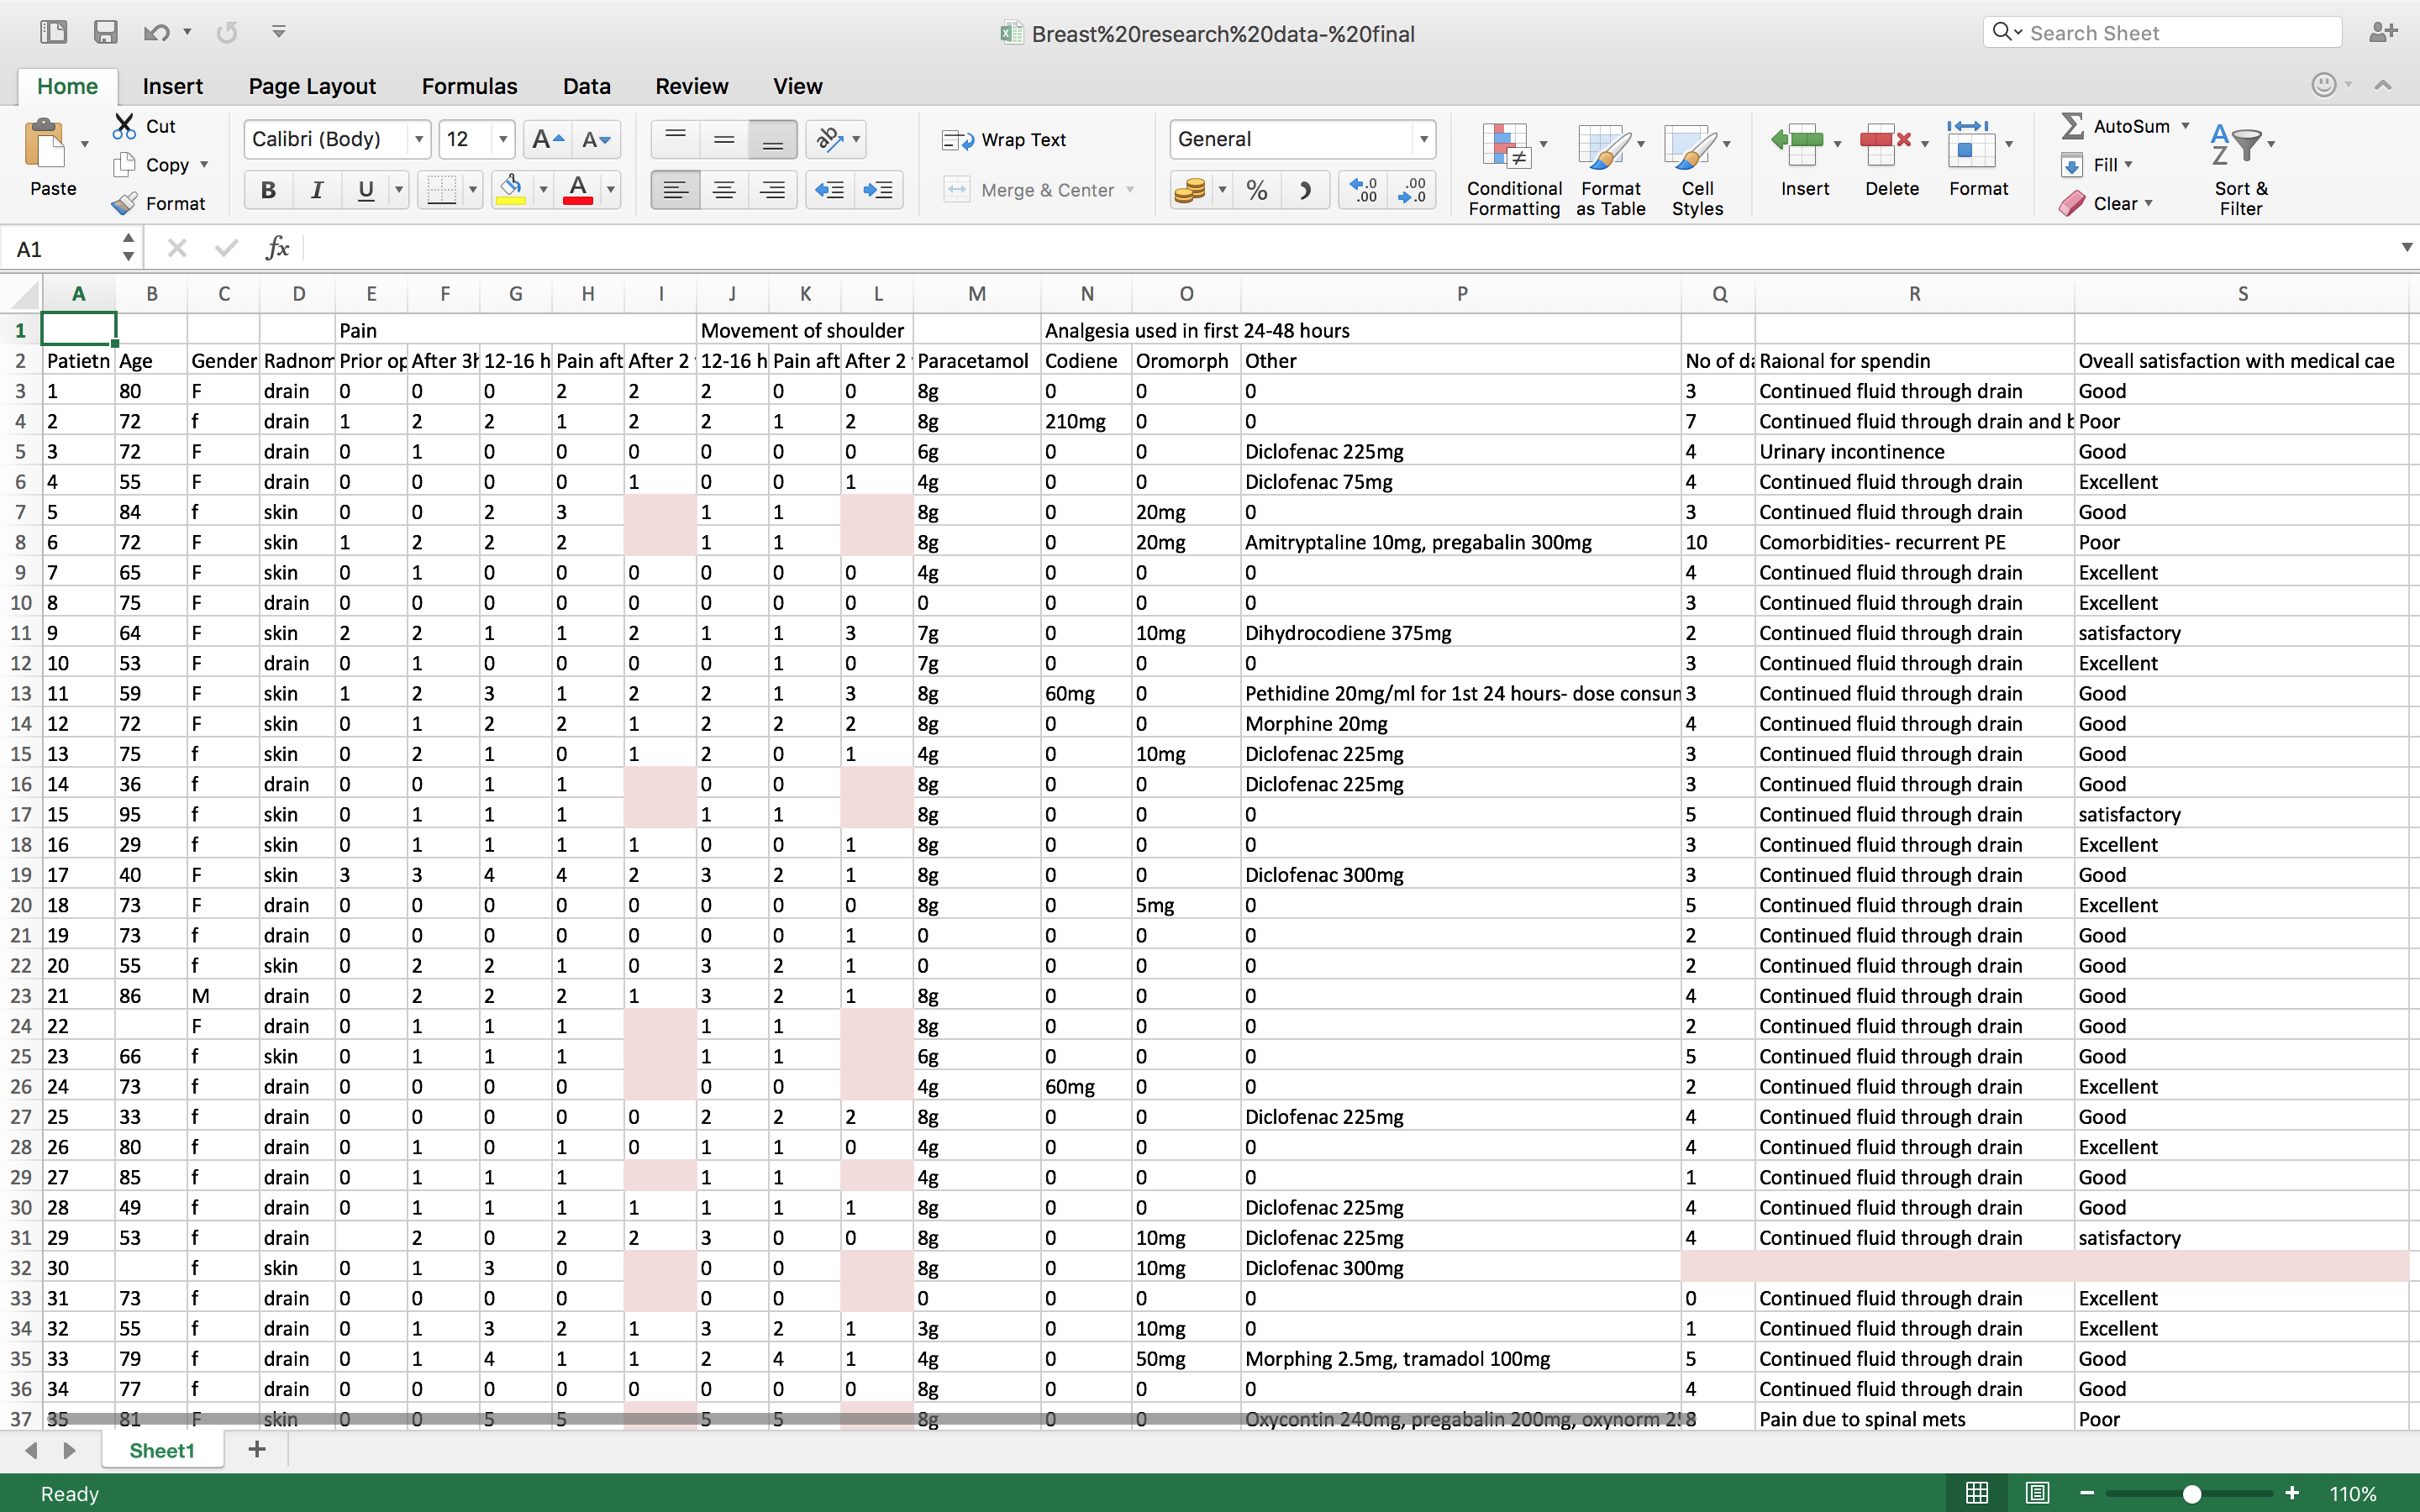 Breast%20research%20data-%20final
Search Sheet
Home Insert Page Layout Formulas Data Review View
Paste Cut Copy Format
Calibri (Body) 12 A A
B I U A
Wrap Text
Merge & Center
General
% .0 .00 .00 .0
Conditional Formatting
Format as Table
Cell Styles
Insert Delete Format
AutoSum
Fill
Clear
A Z
Sort & Filter
A1 fx
A B C D E F G H I J K L M N O P Q R S
1 Pain Movement of shoulder Analgesia used in first 24-48 hours
2 Patietn Age Gender Radnom Prior op After 3h 12-16 h Pain aft After 2 12-16 h Pain aft After 2 Paracetamol Codiene Oromorph Other No of da Raional for spendin Oveall satisfaction with medical cae
3 1 80 F drain 0 0 0 2 2 2 0 0 8g 0 0 0 3 Continued fluid through drain Good
4 2 72 f drain 1 2 2 1 2 2 1 2 8g 210mg 0 0 7 Continued fluid through drain and b Poor
5 3 72 F drain 0 1 0 0 0 0 0 0 6g 0 0 Diclofenac 225mg 4 Urinary incontinence Good
6 4 55 F drain 0 0 0 0 1 0 0 1 4g 0 0 Diclofenac 75mg 4 Continued fluid through drain Excellent
7 5 84 f skin 0 0 2 3 1 1 8g 0 20mg 0 3 Continued fluid through drain Good
8 6 72 F skin 1 2 2 2 1 1 8g 0 20mg Amitryptaline 10mg, pregabalin 300mg 10 Comorbidities- recurrent PE Poor
9 7 65 F skin 0 1 0 0 0 0 0 0 4g 0 0 0 4 Continued fluid through drain Excellent
10 8 75 F drain 0 0 0 0 0 0 0 0 0 0 0 0 3 Continued fluid through drain Excellent
11 9 64 F skin 2 2 1 1 2 1 1 3 7g 0 10mg Dihydrocodiene 375mg 2 Continued fluid through drain satisfactory
12 10 53 F drain 0 1 0 0 0 0 1 0 7g 0 0 0 3 Continued fluid through drain Excellent
13 11 59 F skin 1 2 3 1 2 2 1 3 8g 60mg 0 Pethidine 20mg/ml for 1st 24 hours- dose consun 3 Continued fluid through drain Good
14 12 72 F skin 0 1 2 2 1 2 2 2 8g 0 0 Morphine 20mg 4 Continued fluid through drain Good
15 13 75 f skin 0 2 1 0 1 2 0 1 4g 0 10mg Diclofenac 225mg 3 Continued fluid through drain Good
16 14 36 f drain 0 0 1 1 0 0 8g 0 0 Diclofenac 225mg 3 Continued fluid through drain Good
17 15 95 f skin 0 1 1 1 1 1 8g 0 0 0 5 Continued fluid through drain satisfactory
18 16 29 f skin 0 1 1 1 1 0 0 1 8g 0 0 0 3 Continued fluid through drain Excellent
19 17 40 F skin 3 3 4 4 2 3 2 1 8g 0 0 Diclofenac 300mg 3 Continued fluid through drain Good
20 18 73 F drain 0 0 0 0 0 0 0 0 8g 0 5mg 0 5 Continued fluid through drain Excellent
21 19 73 f drain 0 0 0 0 0 0 0 1 0 0 0 0 2 Continued fluid through drain Good
22 20 55 f skin 0 2 2 1 0 3 2 1 0 0 0 0 2 Continued fluid through drain Good
23 21 86 M drain 0 2 2 2 1 3 2 1 8g 0 0 0 4 Continued fluid through drain Good
24 22 F drain 0 1 1 1 1 1 8g 0 0 0 2 Continued fluid through drain Good
25 23 66 f skin 0 1 1 1 1 1 6g 0 0 0 5 Continued fluid through drain Good
26 24 73 f drain 0 0 0 0 0 0 4g 60mg 0 0 2 Continued fluid through drain Excellent
27 25 33 f drain 0 0 0 0 0 2 2 2 8g 0 0 Diclofenac 225mg 4 Continued fluid through drain Good
28 26 80 f drain 0 1 0 1 0 1 1 0 4g 0 0 0 4 Continued fluid through drain Excellent
29 27 85 f drain 0 1 1 1 1 1 4g 0 0 0 1 Continued fluid through drain Good
30 28 49 f drain 0 1 1 1 1 1 1 1 8g 0 0 Diclofenac 225mg 4 Continued fluid through drain Good
31 29 53 f drain 2 0 2 2 3 0 0 8g 0 10mg Diclofenac 225mg 4 Continued fluid through drain satisfactory
32 30 f skin 0 1 3 0 0 0 8g 0 10mg Diclofenac 300mg
33 31 73 f drain 0 0 0 0 0 0 0 0 0 0 0 Continued fluid through drain Excellent
34 32 55 f drain 0 1 3 2 1 3 2 1 3g 0 10mg 0 1 Continued fluid through drain Excellent
35 33 79 f drain 0 1 4 1 1 2 4 1 4g 0 50mg Morphing 2.5mg, tramadol 100mg 5 Continued fluid through drain Good
36 34 77 f drain 0 0 0 0 0 0 0 0 8g 0 0 0 4 Continued fluid through drain Good
37 35 81 F skin 0 0 5 5 5 5 8g 0 0 Oxycontin 240mg, pregabalin 200mg, oxynorm 8 Pain due to spinal mets Poor
Sheet1
Ready 110%